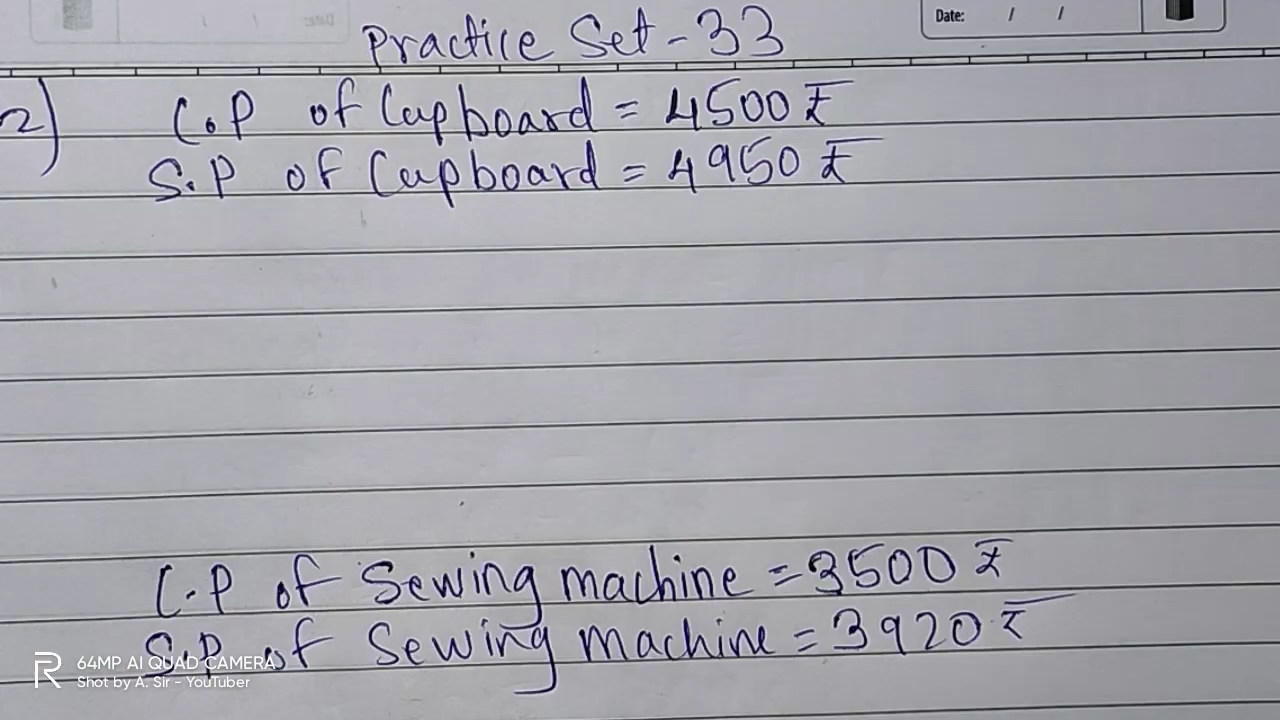 Date: / /
Practice Set - 33
2) C.P of Cupboard = 4500 ₹
S.P of Cupboard = 4950 ₹
C.P of Sewing machine = 3500 ₹
S.P of Sewing machine = 3920 ₹
64MP AI QUAD CAMERA
Shot by A. Sir - YouTuber